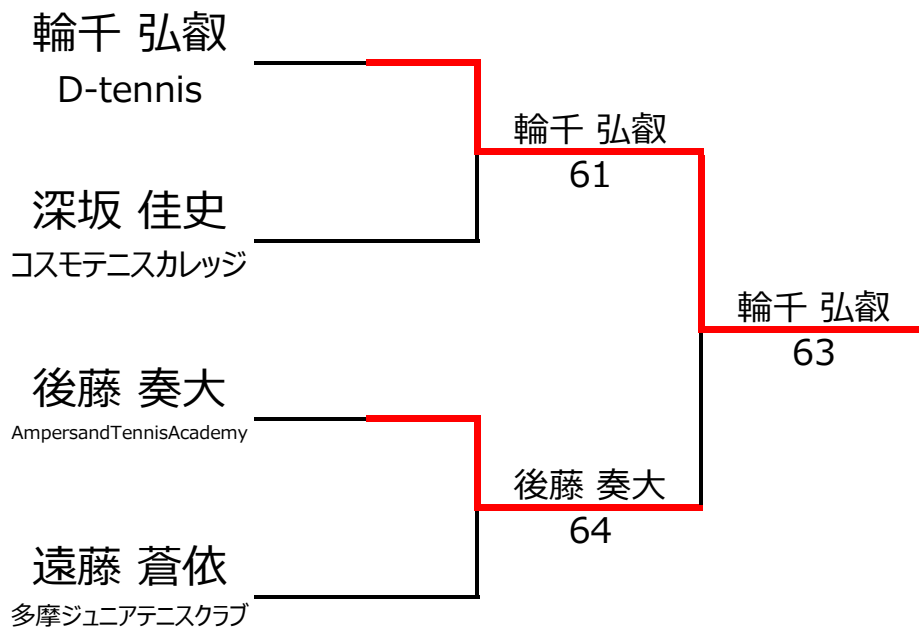 輪千 弘叡
D-tennis
輪千 弘叡
61
深坂 佳史
コスモテニスカレッジ
輪千 弘叡
63
後藤 奏大
AmpersandTennisAcademy
後藤 奏大
64
遠藤 蒼依
多摩ジュニアテニスクラブ